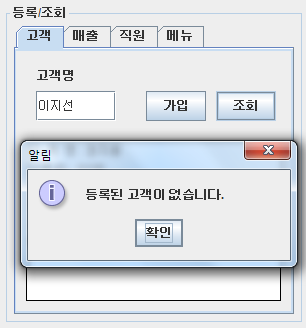 등록/조회
고객 매출 직원 메뉴
고객명
이지선 가입 조회
알림
등록된 고객이 없습니다.
확인